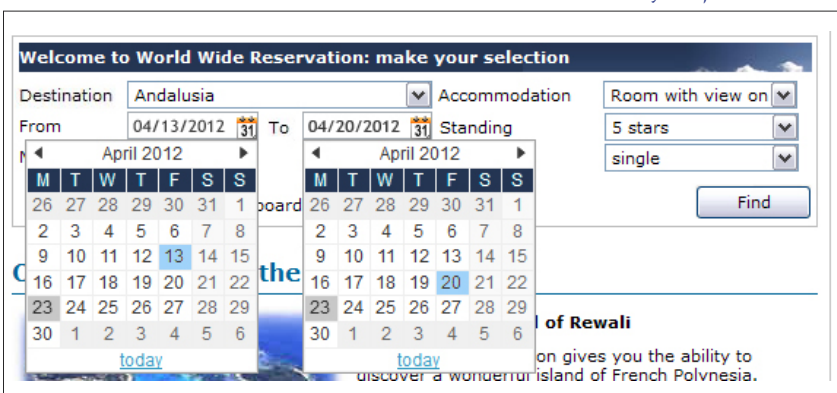 Welcome to World Wide Reservation: make your selection
Destination Andalusia Accommodation Room with view on
From 04/13/2012 31 To 04/20/2012 31 Standing 5 stars
single
April 2012
M T W T F S S
26 27 28 29 30 31 1
2 3 4 5 6 7 8
9 10 11 12 13 14 15
16 17 18 19 20 21 22
23 24 25 26 27 28 29
30 1 2 3 4 5 6
today
April 2012
M T W T F S S
26 27 28 29 30 31 1
2 3 4 5 6 7 8
9 10 11 12 13 14 15
16 17 18 19 20 21 22
23 24 25 26 27 28 29
30 1 2 3 4 5 6
today
board
Find
the
of Rewali
on gives you the ability to
discover a wonderful island of French Polynesia.